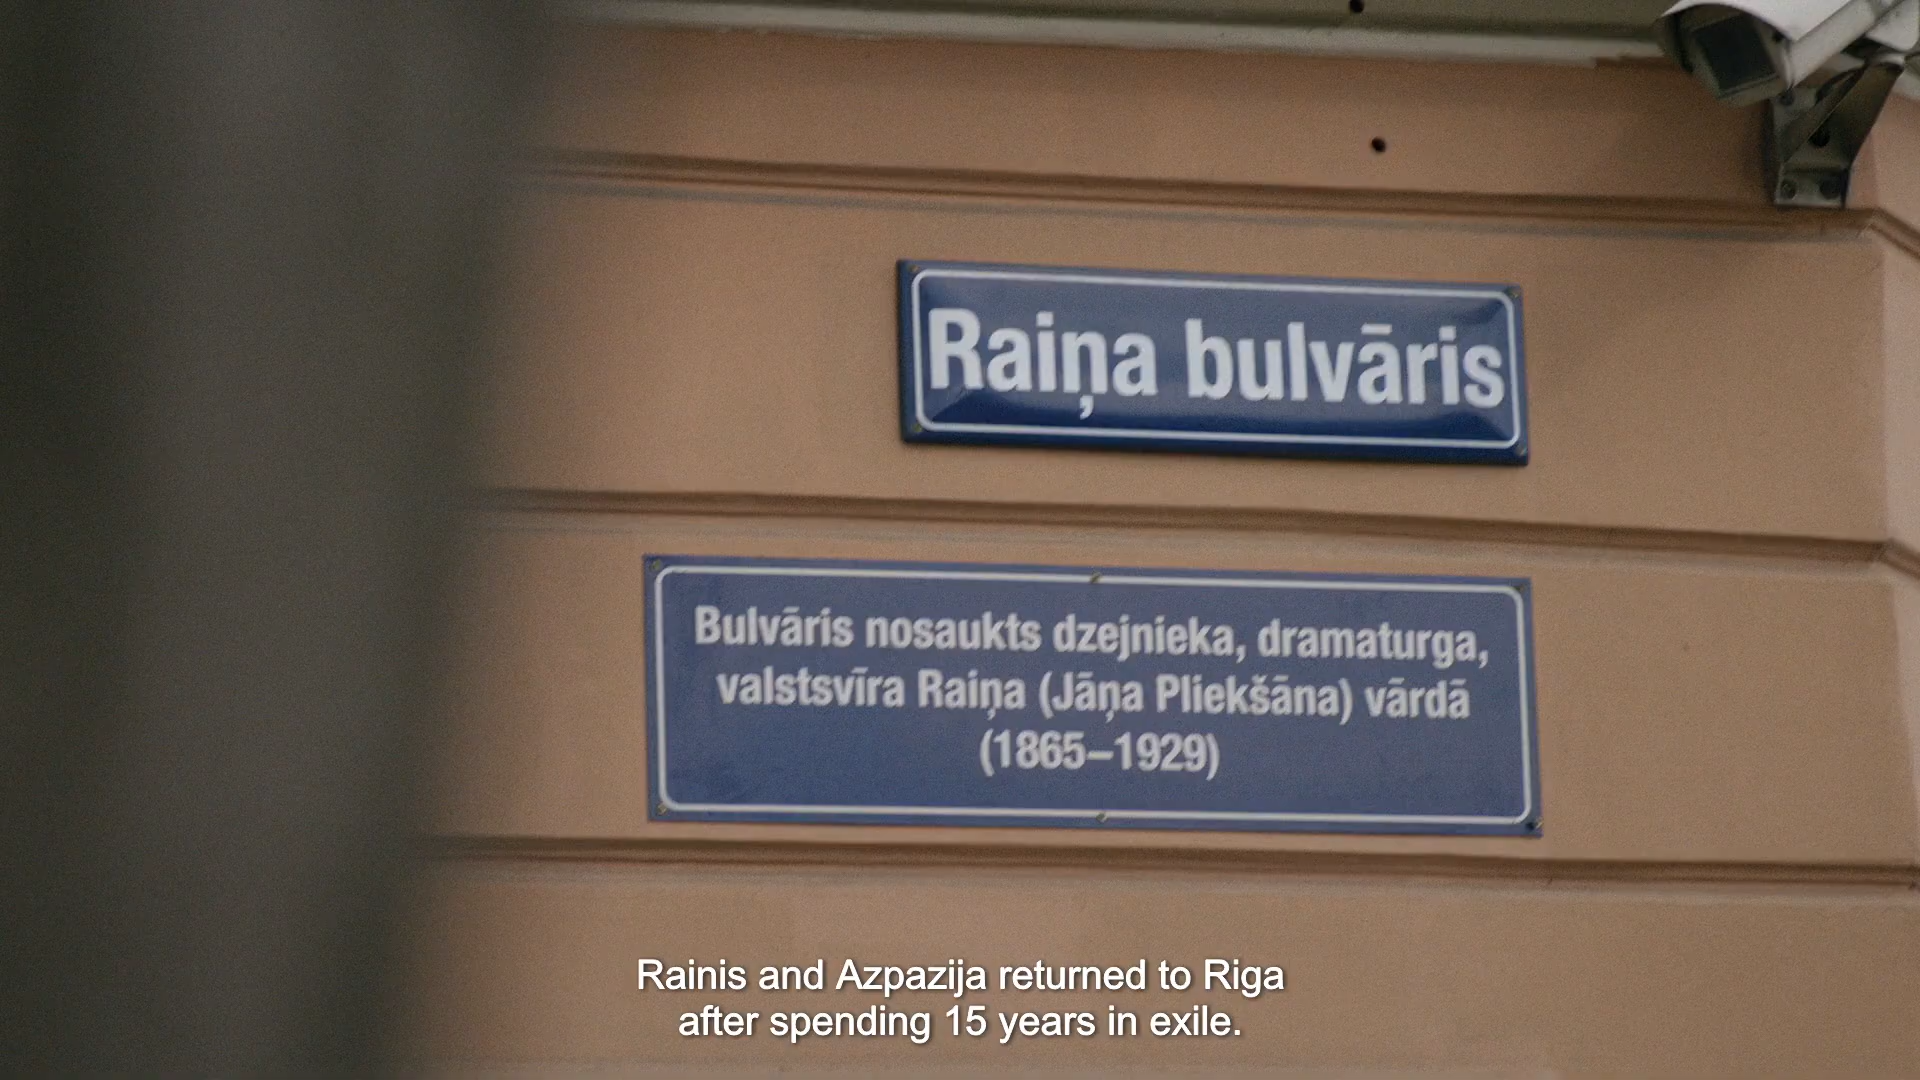 Raiņa bulvāris
Bulvāris nosaukts dzejnieka, dramaturga,
valstsvīra Raiņa (Jāņa Pliekšāna) vārdā
(1865–1929)
Rainis and Azpazija returned to Riga
after spending 15 years in exile.